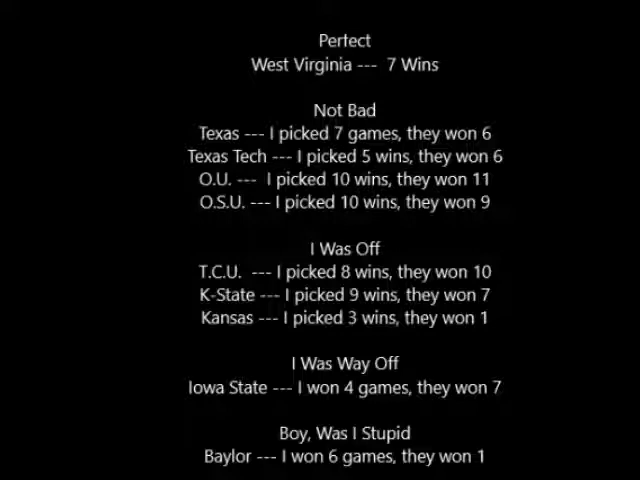 Perfect
West Virginia --- 7 Wins
Not Bad
Texas --- I picked 7 games, they won 6
Texas Tech --- I picked 5 wins, they won 6
O.U. --- I picked 10 wins, they won 11
O.S.U. --- I picked 10 wins, they won 9
I Was Off
T.C.U. --- I picked 8 wins, they won 10
K-State --- I picked 9 wins, they won 7
Kansas --- I picked 3 wins, they won 1
I Was Way Off
Iowa State --- I won 4 games, they won 7
Boy, Was I Stupid
Baylor --- I won 6 games, they won 1